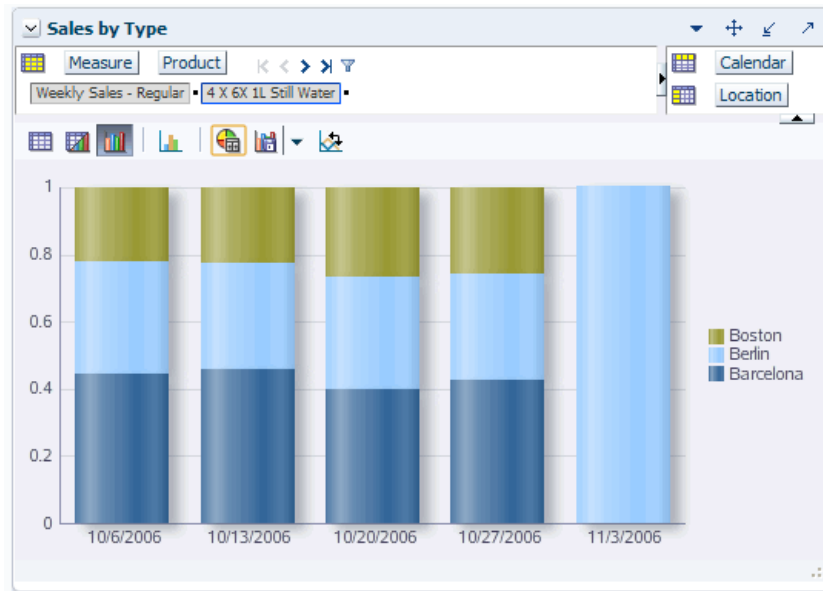 Sales by Type
Measure Product
Calendar
Weekly Sales - Regular 4 X 6X 1L Still Water
Location
1
0.8
0.6
0.4
0.2
0
Boston
Berlin
Barcelona
10/6/2006 10/13/2006 10/20/2006 10/27/2006 11/3/2006